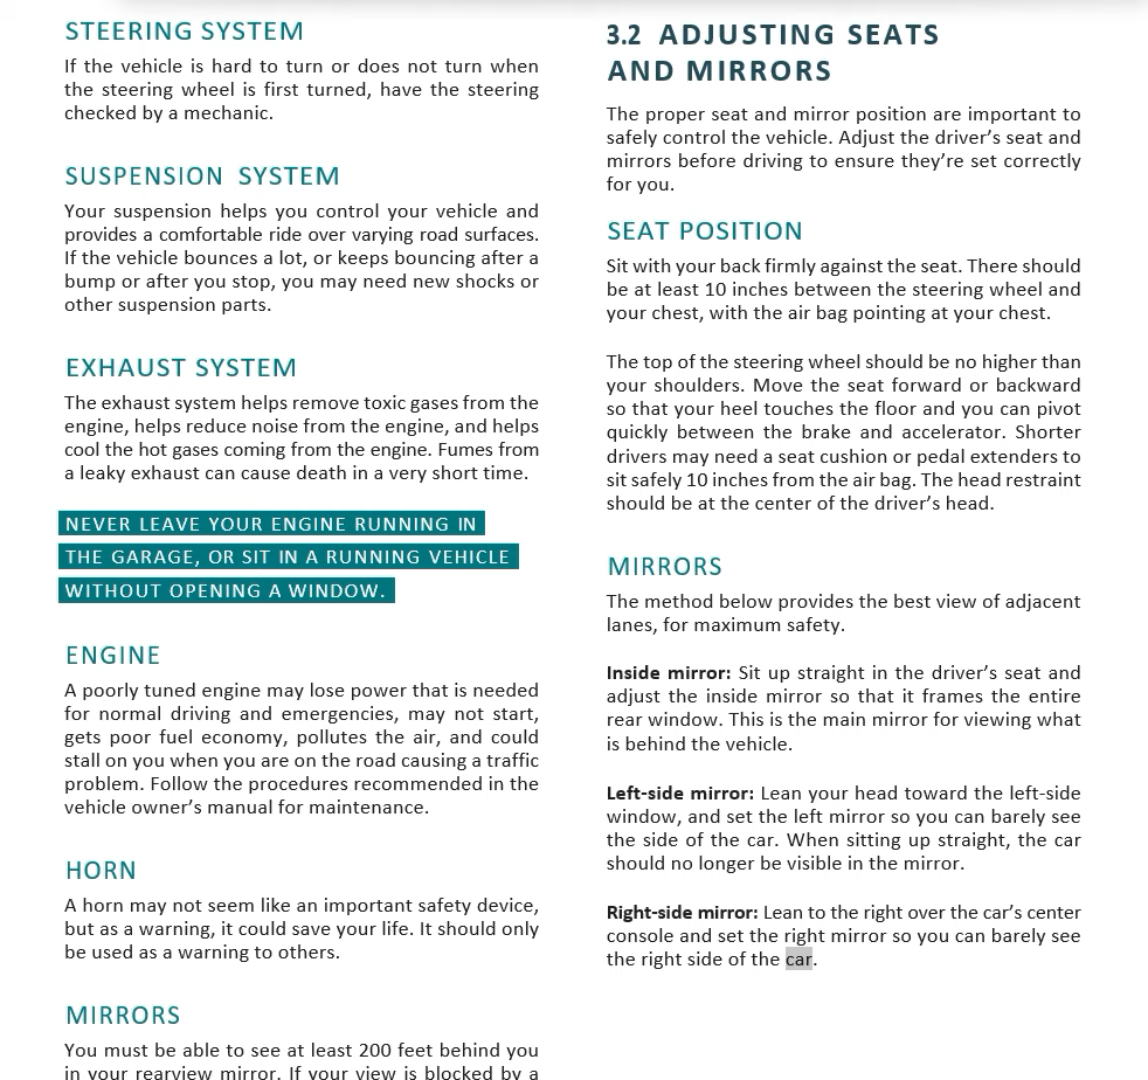 STEERING SYSTEM
If the vehicle is hard to turn or does not turn when
the steering wheel is first turned, have the steering
checked by a mechanic.
SUSPENSION SYSTEM
Your suspension helps you control your vehicle and
provides a comfortable ride over varying road surfaces.
If the vehicle bounces a lot, or keeps bouncing after a
bump or after you stop, you may need new shocks or
other suspension parts.
EXHAUST SYSTEM
The exhaust system helps remove toxic gases from the
engine, helps reduce noise from the engine, and helps
cool the hot gases coming from the engine. Fumes from
a leaky exhaust can cause death in a very short time.
NEVER LEAVE YOUR ENGINE RUNNING IN
THE GARAGE, OR SIT IN A RUNNING VEHICLE
WITHOUT OPENING A WINDOW.
ENGINE
A poorly tuned engine may lose power that is needed
for normal driving and emergencies, may not start,
gets poor fuel economy, pollutes the air, and could
stall on you when you are on the road causing a traffic
problem. Follow the procedures recommended in the
vehicle owner's manual for maintenance.
HORN
A horn may not seem like an important safety device,
but as a warning, it could save your life. It should only
be used as a warning to others.
MIRRORS
You must be able to see at least 200 feet behind you
in your rearview mirror. If your view is blocked by a
3.2 ADJUSTING SEATS
AND MIRRORS
The proper seat and mirror position are important to
safely control the vehicle. Adjust the driver's seat and
mirrors before driving to ensure they're set correctly
for you.
SEAT POSITION
Sit with your back firmly against the seat. There should
be at least 10 inches between the steering wheel and
your chest, with the air bag pointing at your chest.
The top of the steering wheel should be no higher than
your shoulders. Move the seat forward or backward
so that your heel touches the floor and you can pivot
quickly between the brake and accelerator. Shorter
drivers may need a seat cushion or pedal extenders to
sit safely 10 inches from the air bag. The head restraint
should be at the center of the driver's head.
MIRRORS
The method below provides the best view of adjacent
lanes, for maximum safety.
Inside mirror: Sit up straight in the driver's seat and
adjust the inside mirror so that it frames the entire
rear window. This is the main mirror for viewing what
is behind the vehicle.
Left-side mirror: Lean your head toward the left-side
window, and set the left mirror so you can barely see
the side of the car. When sitting up straight, the car
should no longer be visible in the mirror.
Right-side mirror: Lean to the right over the car's center
console and set the right mirror so you can barely see
the right side of the car.